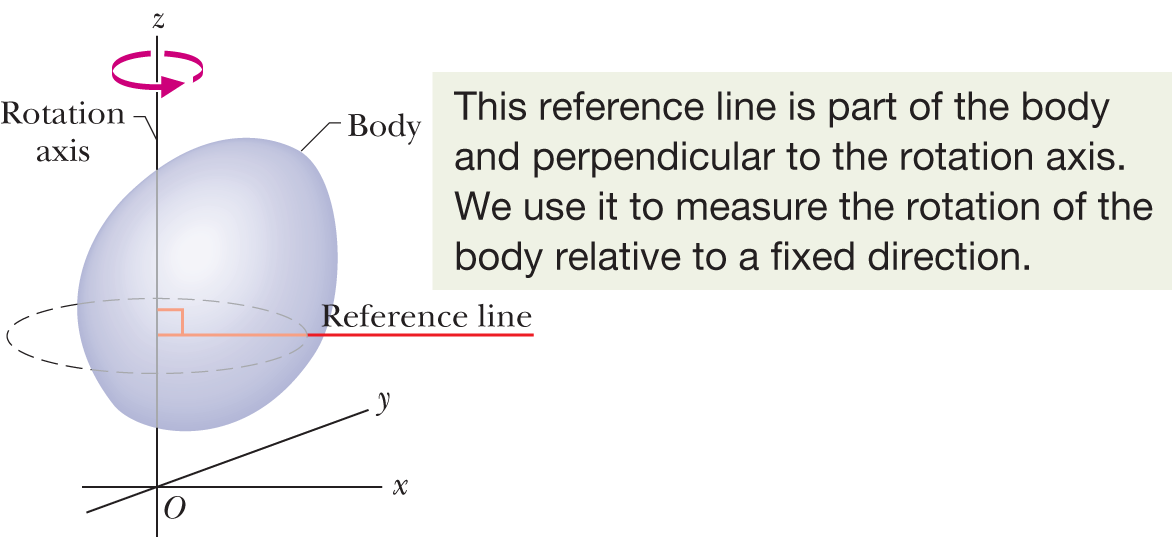 z
Rotation
axis
Body
This reference line is part of the body
and perpendicular to the rotation axis.
We use it to measure the rotation of the
body relative to a fixed direction.
Reference line
y
x
O